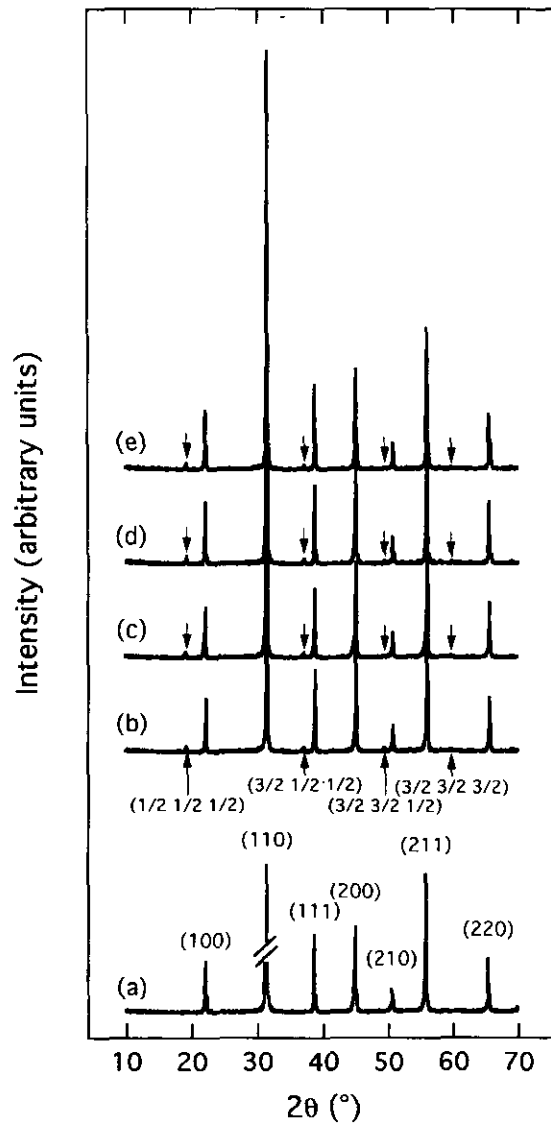 Intensity (arbitrary units)
(e)
(d)
(c)
(b)
(1/2 1/2 1/2)
(3/2 1/2 1/2)
(3/2 3/2 1/2)
(3/2 3/2 3/2)
(110)
(211)
(200)
(111)
(100)
(210)
(220)
(a)
10 20 30 40 50 60 70
2θ (°)